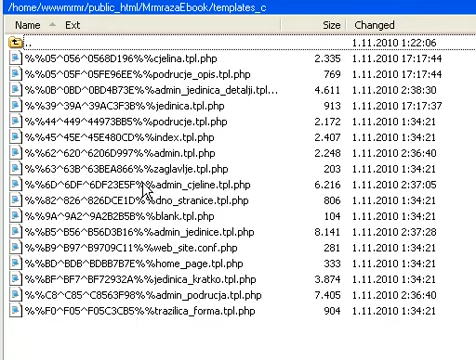 /home/wwwmrmr/public_html/MrmrazaEbook/templates_c
Name Ext Size Changed
.. 1.11.2010 1:22:06
%%05^056^0568D196%%cjelina.tpl.php 2.335 1.11.2010 17:17:44
%%05^05F^05FE96EE%%podrucje_opis.tpl.php 769 1.11.2010 17:17:44
%%0B^0BD^0BD4B73E%%admin_jedinica_detalji.tpl... 4.611 1.11.2010 2:38:30
%%39^39A^39AC3F3B%%jedinica.tpl.php 913 1.11.2010 17:17:37
%%44^449^44973BB5%%podrucje.tpl.php 2.172 1.11.2010 1:34:21
%%45^45E^45E480CD%%index.tpl.php 2.407 1.11.2010 1:34:21
%%62^620^6206D997%%admin.tpl.php 2.248 1.11.2010 2:36:40
%%63^63B^63BEA866%%zaglavlje.tpl.php 203 1.11.2010 1:34:21
%%6D^6DF^6DF23E5F%%admin_cjeline.tpl.php 6.216 1.11.2010 2:37:05
%%82^826^826DCE1D%%dno_stranice.tpl.php 806 1.11.2010 1:34:21
%%9A^9A2^9A2B2B5B%%blank.tpl.php 104 1.11.2010 1:34:21
%%B5^B56^B56D3B16%%admin_jedinice.tpl.php 8.141 1.11.2010 2:37:28
%%B9^B97^B9709C11%%web_site.conf.php 281 1.11.2010 1:34:21
%%BD^BDB^BDBB7B7E%%home_page.tpl.php 333 1.11.2010 1:34:21
%%BF^BF7^BF72932A%%jedinica_kratko.tpl.php 3.874 1.11.2010 1:34:21
%%C8^C85^C8563F98%%admin_podrucja.tpl.php 7.405 1.11.2010 2:36:40
%%F0^F05^F05C3CB5%%trazilica_forma.tpl.php 904 1.11.2010 1:34:21